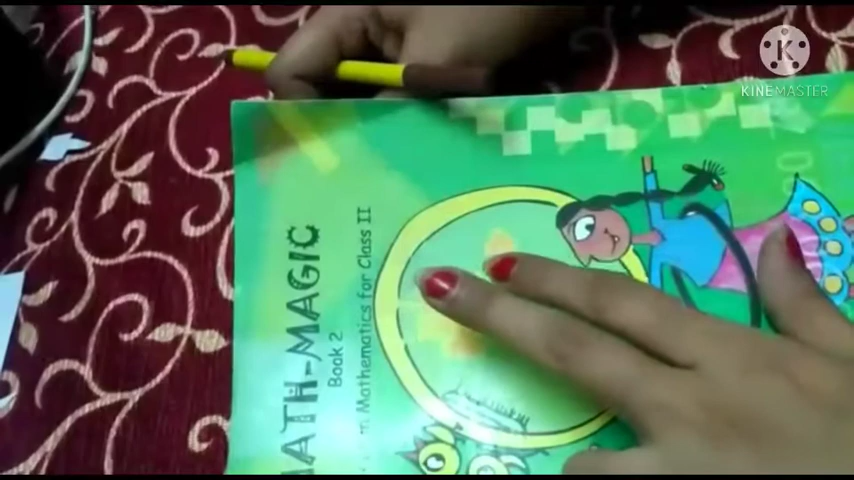 MATH-MAGIC
Book 2
Mathematics for Class II
KINEMASTER